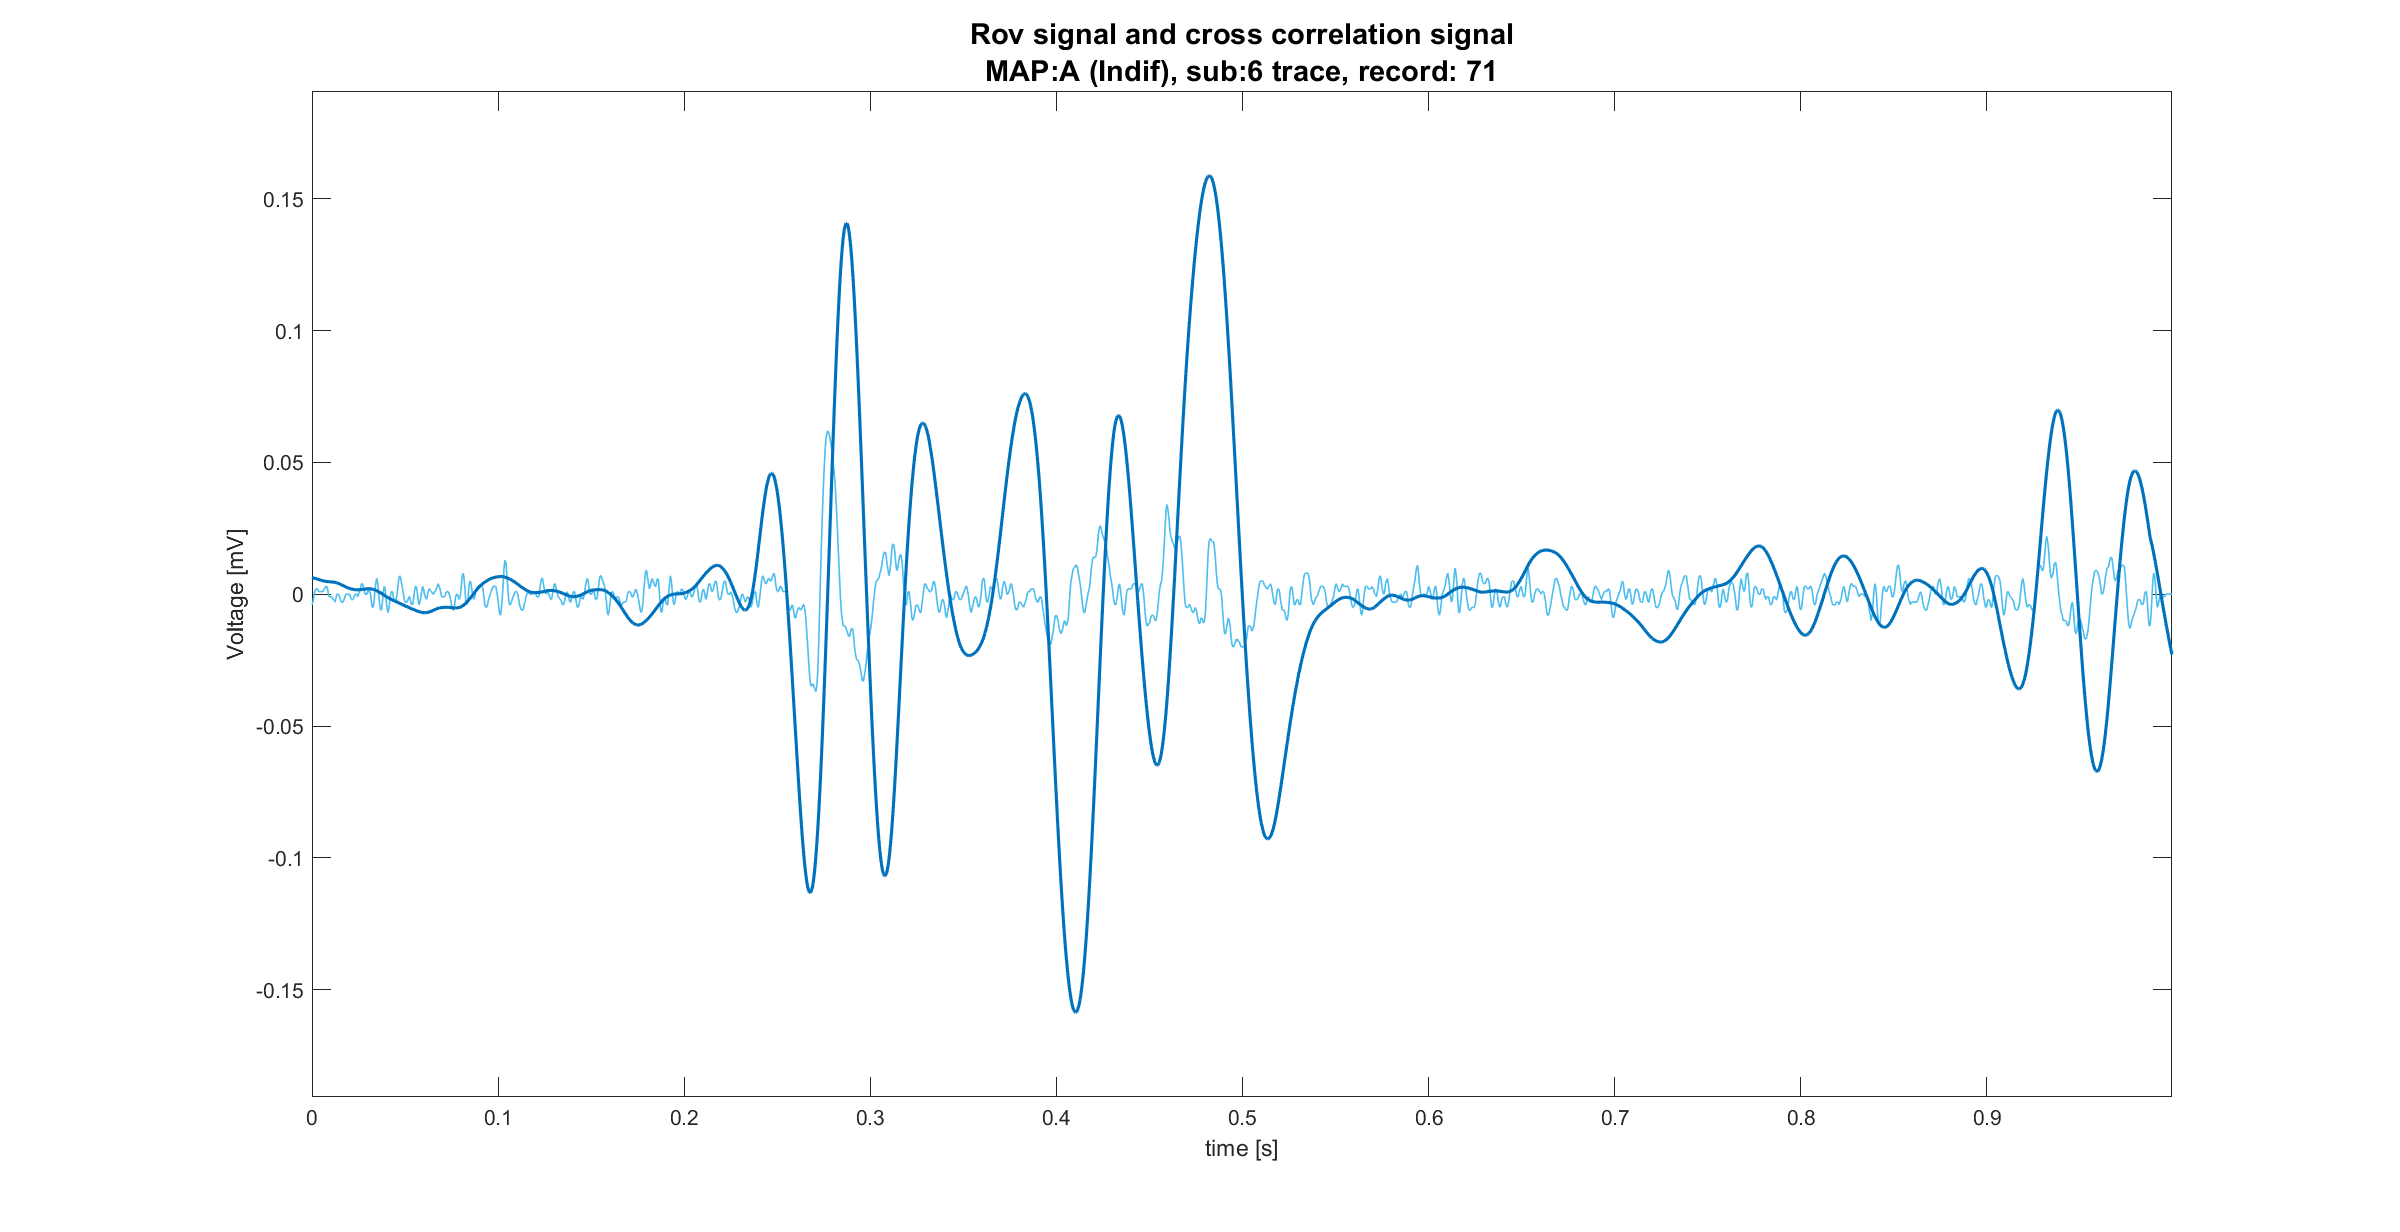 Rov signal and cross correlation signal
MAP:A (Indif), sub:6 trace, record: 71
Voltage [mV]
0.15
0.1
0.05
0
-0.05
-0.1
-0.15
0 0.1 0.2 0.3 0.4 0.5 0.6 0.7 0.8 0.9
time [s]